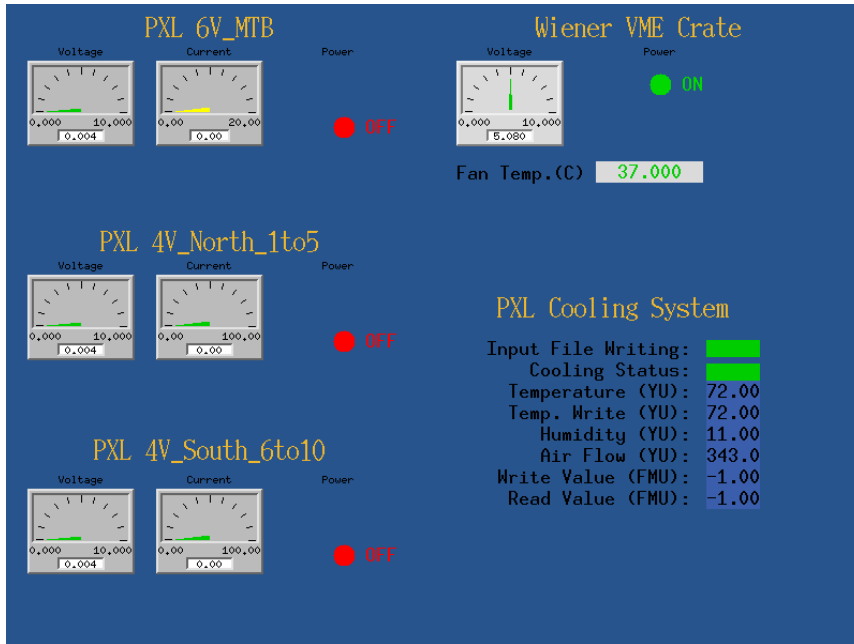 PXL 6V_MTB
Voltage Current Power
0.000 10.000 0.00 20.00
0.004 0.00
OFF
Wiener VME Crate
Voltage Power
ON
0.000 10.000
5.080
Fan Temp.(C) 37.000
PXL 4V_North_1to5
Voltage Current Power
0.000 10.000 0.00 100.00
0.004 0.00
OFF
PXL 4V_South_6to10
Voltage Current Power
0.000 10.000 0.00 100.00
0.004 0.00
OFF
PXL Cooling System
Input File Writing:
Cooling Status:
Temperature (YU): 72.00
Temp. Write (YU): 72.00
Humidity (YU): 11.00
Air Flow (YU): 343.0
Write Value (FMU): -1.00
Read Value (FMU): -1.00